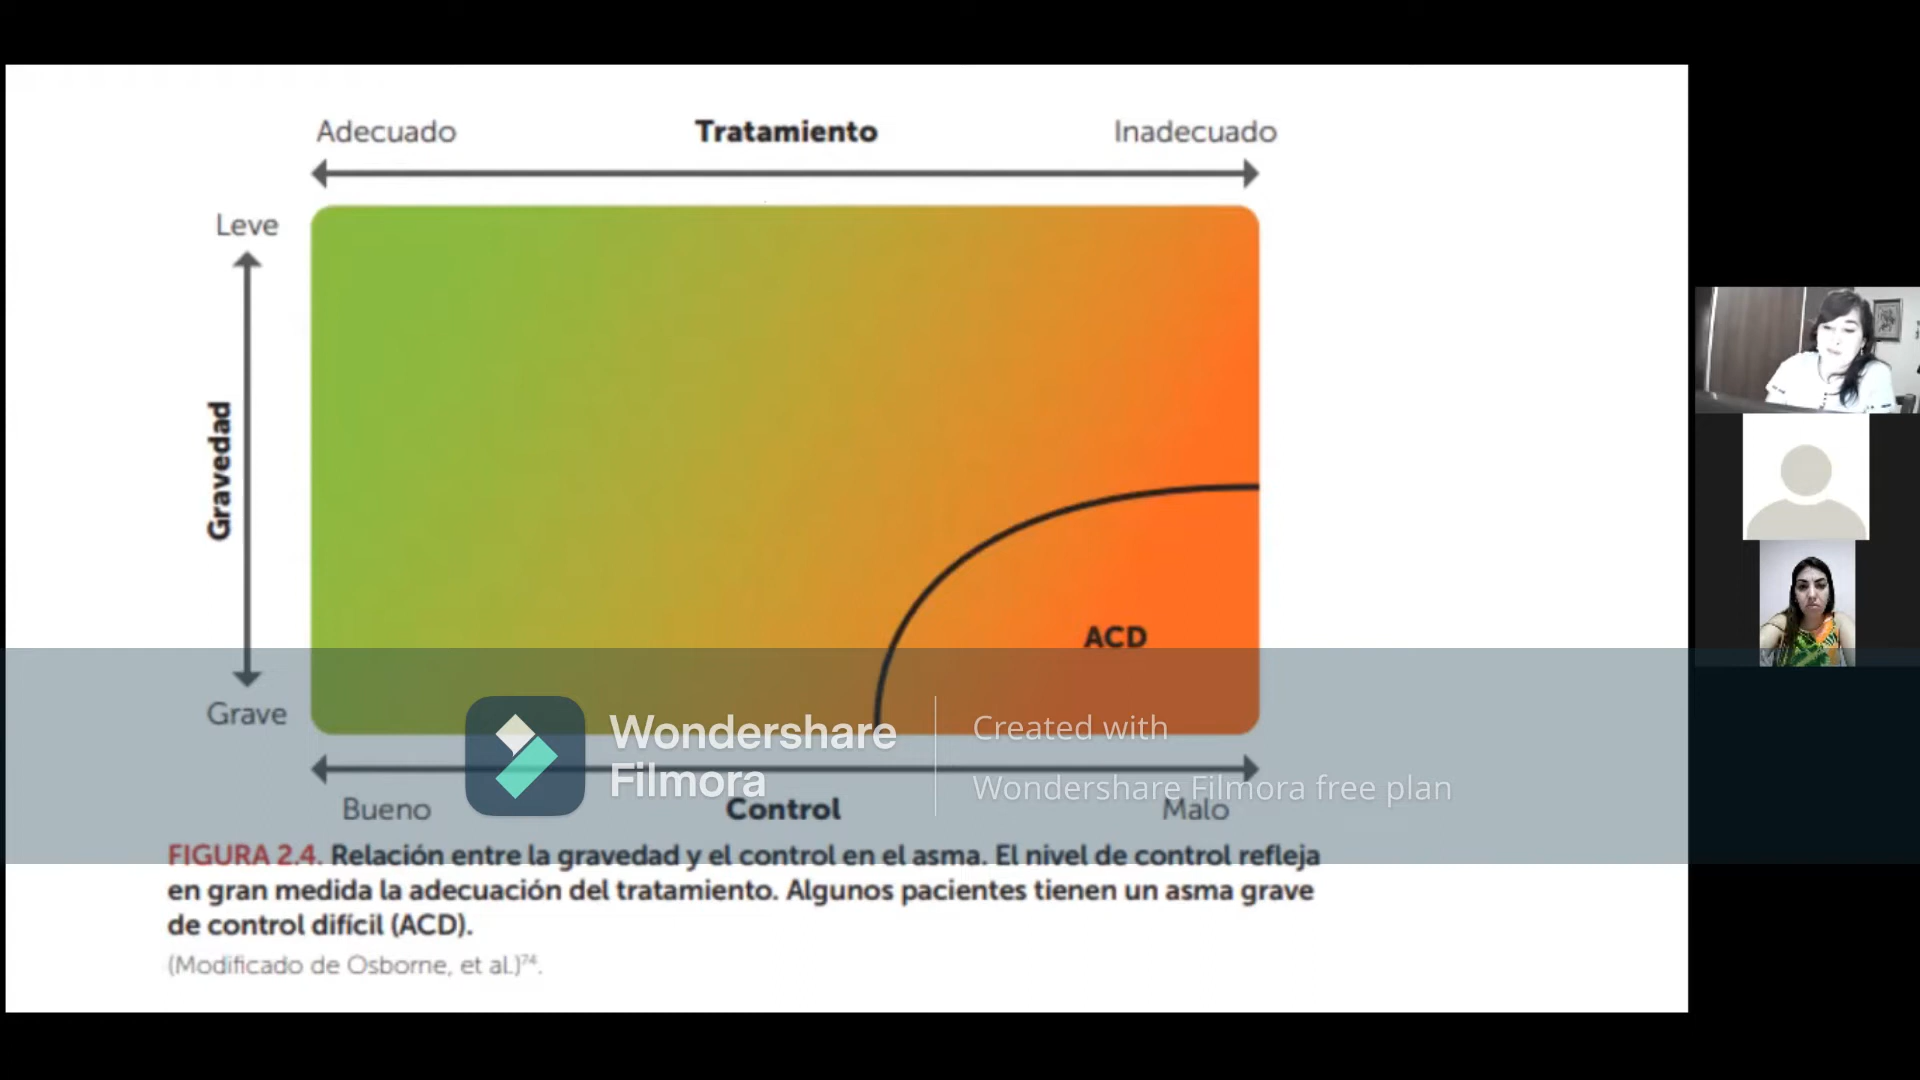 Adecuado Tratamiento Inadecuado
Leve
Gravedad
Grave
ACD
Bueno Control Malo
Wondershare
Filmora
Created with
Wondershare Filmora free plan
FIGURA 2.4. Relación entre la gravedad y el control en el asma. El nivel de control refleja
en gran medida la adecuación del tratamiento. Algunos pacientes tienen un asma grave
de control difícil (ACD).
(Modificado de Osborne, et al.)⁷⁴.